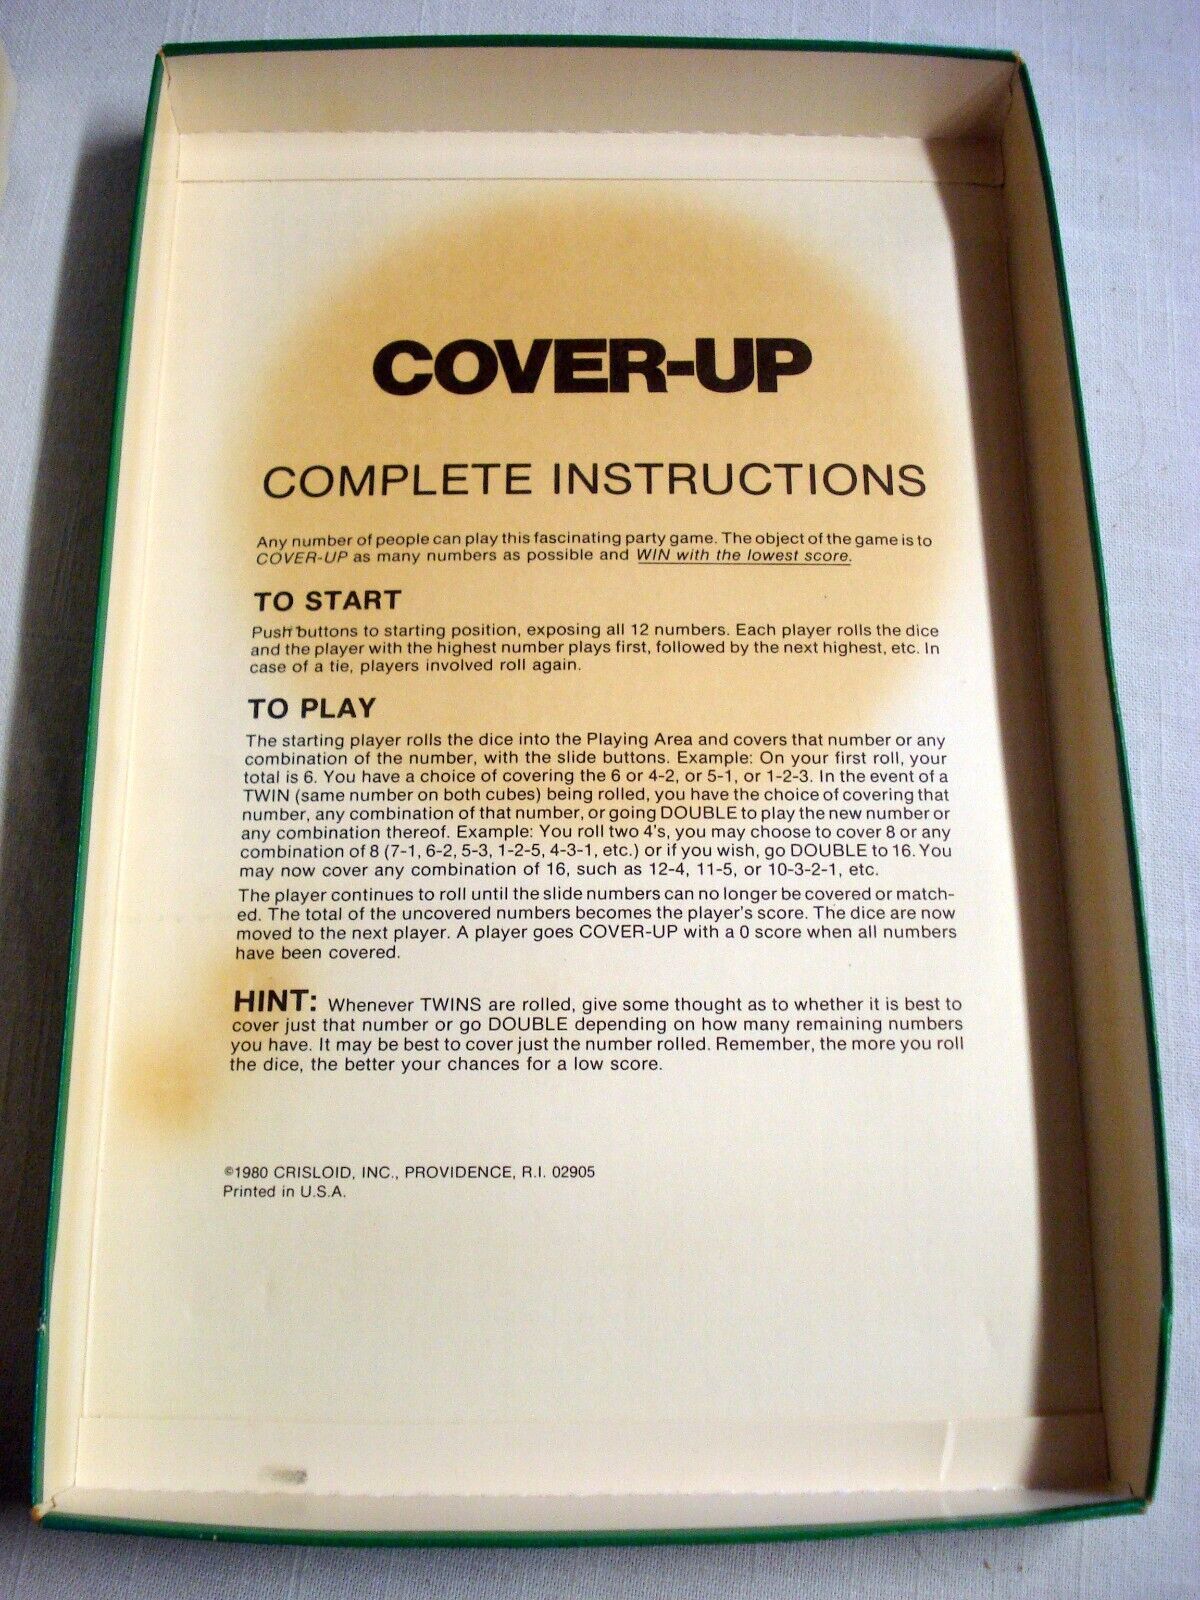 COVER-UP
COMPLETE INSTRUCTIONS
Any number of people can play this fascinating party game. The object of the game is to
COVER-UP as many numbers as possible and WIN with the lowest score.
TO START
Push buttons to starting position, exposing all 12 numbers. Each player rolls the dice
and the player with the highest number plays first, followed by the next highest, etc. In
case of a tie, players involved roll again.
TO PLAY
The starting player rolls the dice into the Playing Area and covers that number or any
combination of the number, with the slide buttons. Example: On your first roll, your
total is 6. You have a choice of covering the 6 or 4-2, or 5-1, or 1-2-3. In the event of a
TWIN (same number on both cubes) being rolled, you have the choice of covering that
number, any combination of that number, or going DOUBLE to play the new number or
any combination thereof. Example: You roll two 4's, you may choose to cover 8 or any
combination of 8 (7-1, 6-2, 5-3, 1-2-5, 4-3-1, etc.) or if you wish, go DOUBLE to 16. You
may now cover any combination of 16, such as 12-4, 11-5, or 10-3-2-1, etc.
The player continues to roll until the slide numbers can no longer be covered or match-
ed. The total of the uncovered numbers becomes the player's score. The dice are now
moved to the next player. A player goes COVER-UP with a 0 score when all numbers
have been covered.
HINT: Whenever TWINS are rolled, give some thought as to whether it is best to
cover just that number or go DOUBLE depending on how many remaining numbers
you have. It may be best to cover just the number rolled. Remember, the more you roll
the dice, the better your chances for a low score.
©1980 CRISLOID, INC., PROVIDENCE, R.I. 02905
Printed in U.S.A.